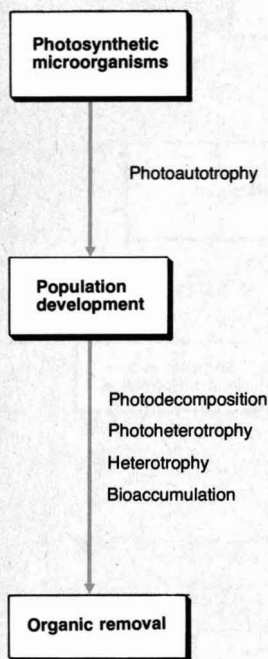 Photosynthetic
microorganisms
Photoautotrophy
Population
development
Photodecomposition
Photoheterotrophy
Heterotrophy
Bioaccumulation
Organic removal